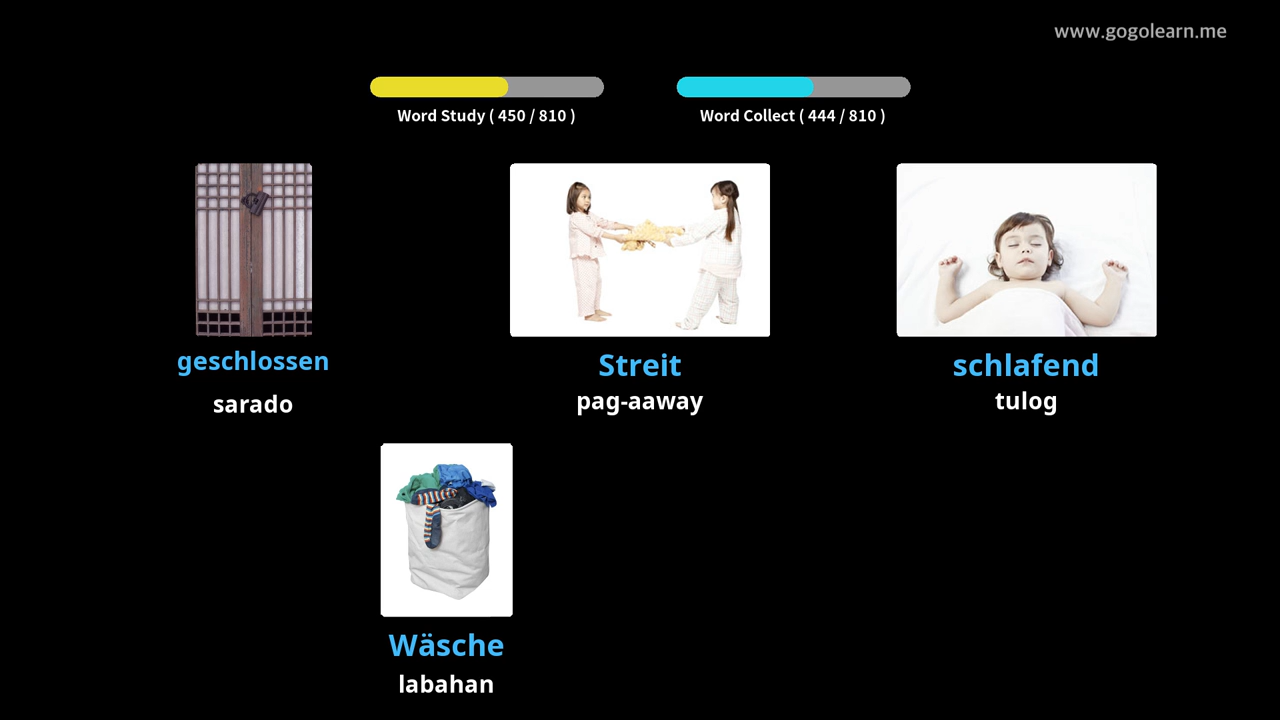 www.gogolearn.me
Word Study ( 450 / 810 )
Word Collect ( 444 / 810 )
geschlossen
sarado
Streit
pag-aaway
schlafend
tulog
Wäsche
labahan